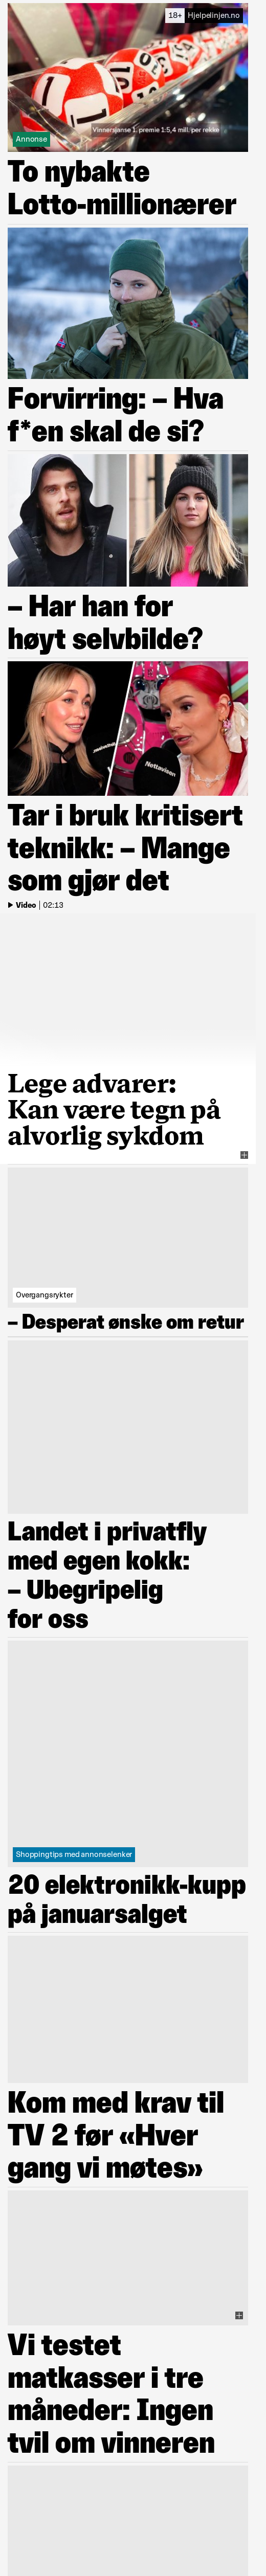 18+ Hjelpelinjen.no
Vinnersjanse 1. premie 1:5,4 mill. per rekke
Annonse
To nybakte
Lotto-millionærer
Forvirring: – Hva
f*en skal de si?
– Har han for
høyt selvbilde?
Nettavisen
Tar i bruk kritisert
teknikk: – Mange
som gjør det
Video | 02:13
Lege advarer:
Kan være tegn på
alvorlig sykdom
Overgangsrykter
– Desperat ønske om retur
Landet i privatfly
med egen kokk:
– Ubegripelig
for oss
Shoppingtips med annonselenker
20 elektronikk-kupp
på januarsalget
Kom med krav til
TV 2 før «Hver
gang vi møtes»
Vi testet
matkasser i tre
måneder: Ingen
tvil om vinneren